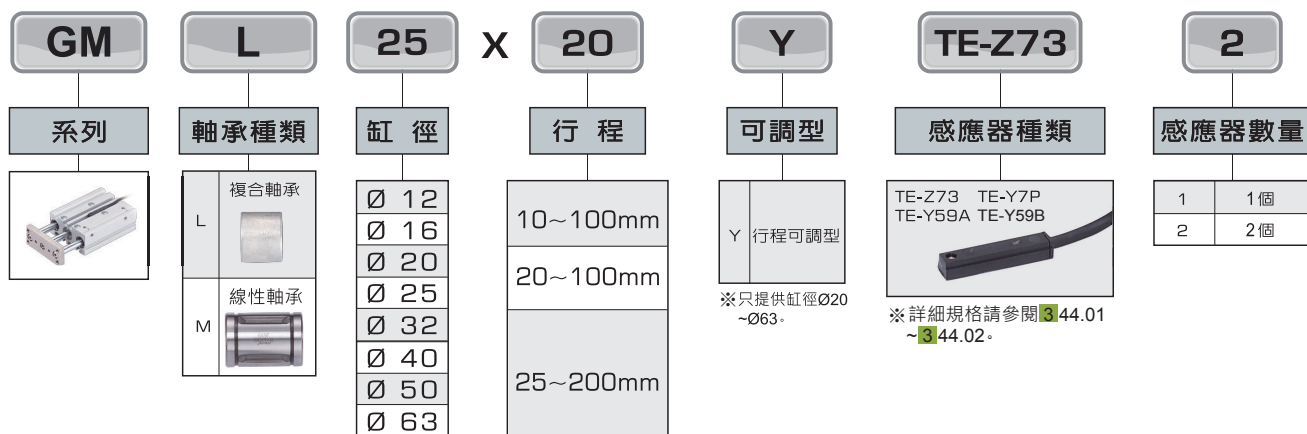 GM L 25 X 20 Y TE-Z73 2
系列 軸承種類 缸 徑 行 程 可調型 感應器種類 感應器數量
L 複合軸承
M 線性軸承
Ø 12
Ø 16
Ø 20
Ø 25
Ø 32
Ø 40
Ø 50
Ø 63
10~100mm
20~100mm
25~200mm
Y 行程可調型
※只提供缸徑Ø20
~Ø63。
TE-Z73 TE-Y7P
TE-Y59A TE-Y59B
※詳細規格請參閱 3 44.01
~ 3 44.02。
1 1個
2 2個